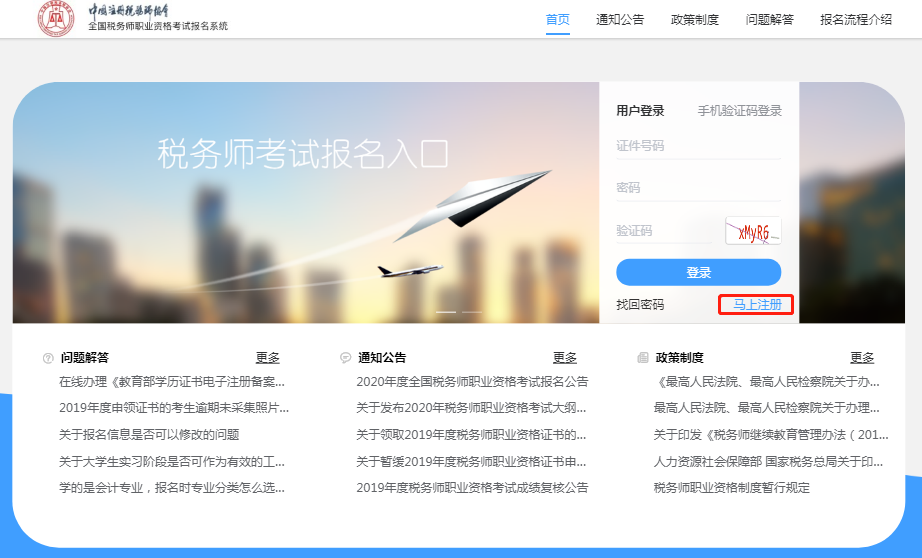 中国注册税务师协会
全国税务师职业资格考试报名系统
首页 通知公告 政策制度 问题解答 报名流程介绍
税务师考试报名入口
用户登录 手机验证码登录
证件号码
密码
验证码 xMyR6
登录
找回密码 马上注册
问题解答 更多
在线办理《教育部学历证书电子注册备案...
2019年度申领证书的考生逾期未采集照片...
关于报名信息是否可以修改的问题
关于大学生实习阶段是否可作为有效的工...
学的是会计专业，报名时专业分类怎么选...
通知公告 更多
2020年度全国税务师职业资格考试报名公告
关于发布2020年税务师职业资格考试大纲...
关于领取2019年度税务师职业资格证书的...
关于暂缓2019年度税务师职业资格证书申...
2019年度税务师职业资格考试成绩复核公告
政策制度 更多
《最高人民法院、最高人民检察院关于办...
最高人民法院、最高人民检察院关于办理...
关于印发《税务师继续教育管理办法（201...
人力资源社会保障部 国家税务总局关于印...
税务师职业资格制度暂行规定